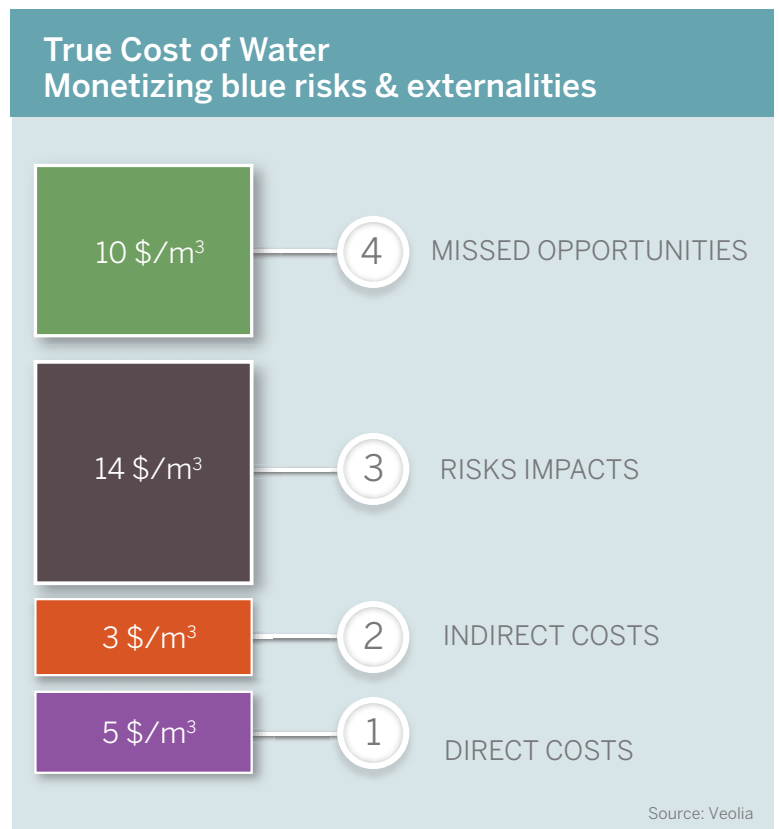 True Cost of Water
Monetizing blue risks & externalities
10 $/m³
4
MISSED OPPORTUNITIES
14 $/m³
3
RISKS IMPACTS
3 $/m³
2
INDIRECT COSTS
5 $/m³
1
DIRECT COSTS
Source: Veolia